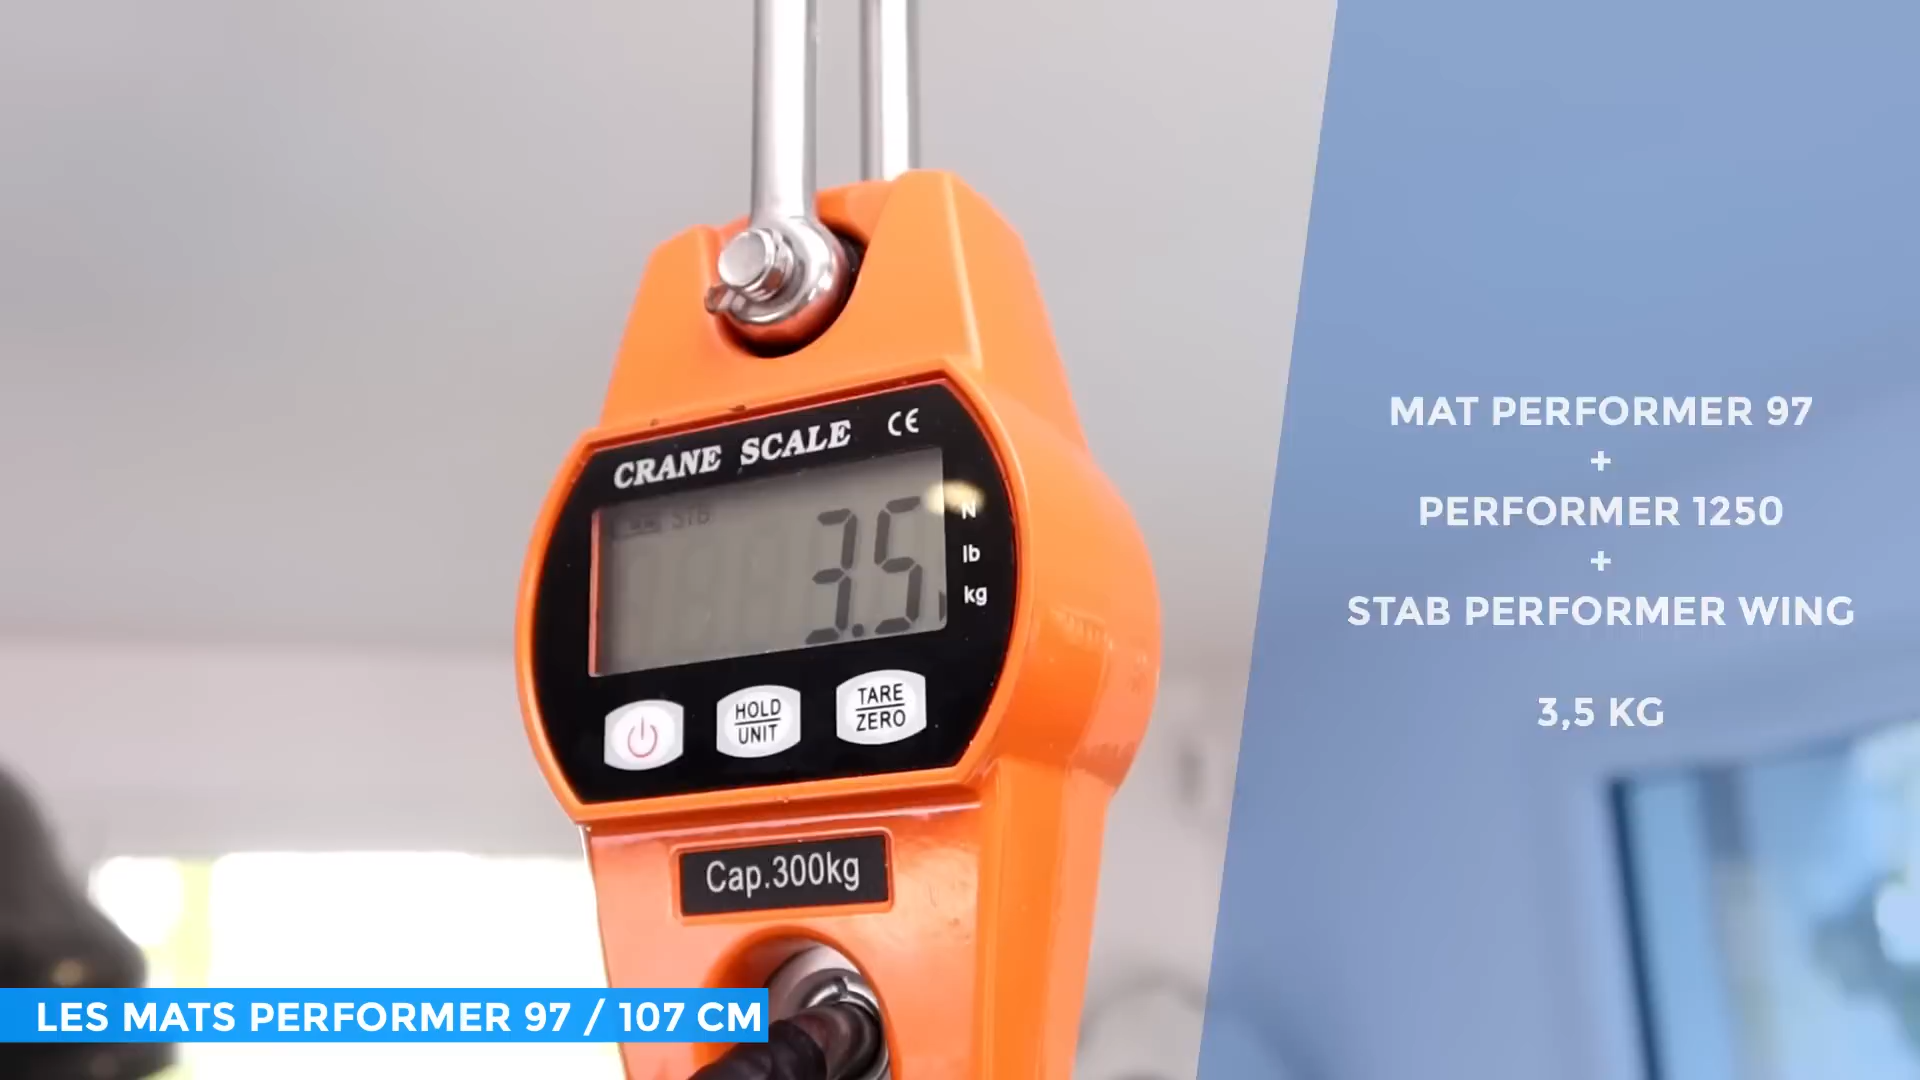 CRANE SCALE CE
STB
3.5
N
lb
kg
HOLD
UNIT
TARE
ZERO
Cap.300kg
MAT PERFORMER 97
+
PERFORMER 1250
+
STAB PERFORMER WING
3,5 KG
LES MATS PERFORMER 97 / 107 CM